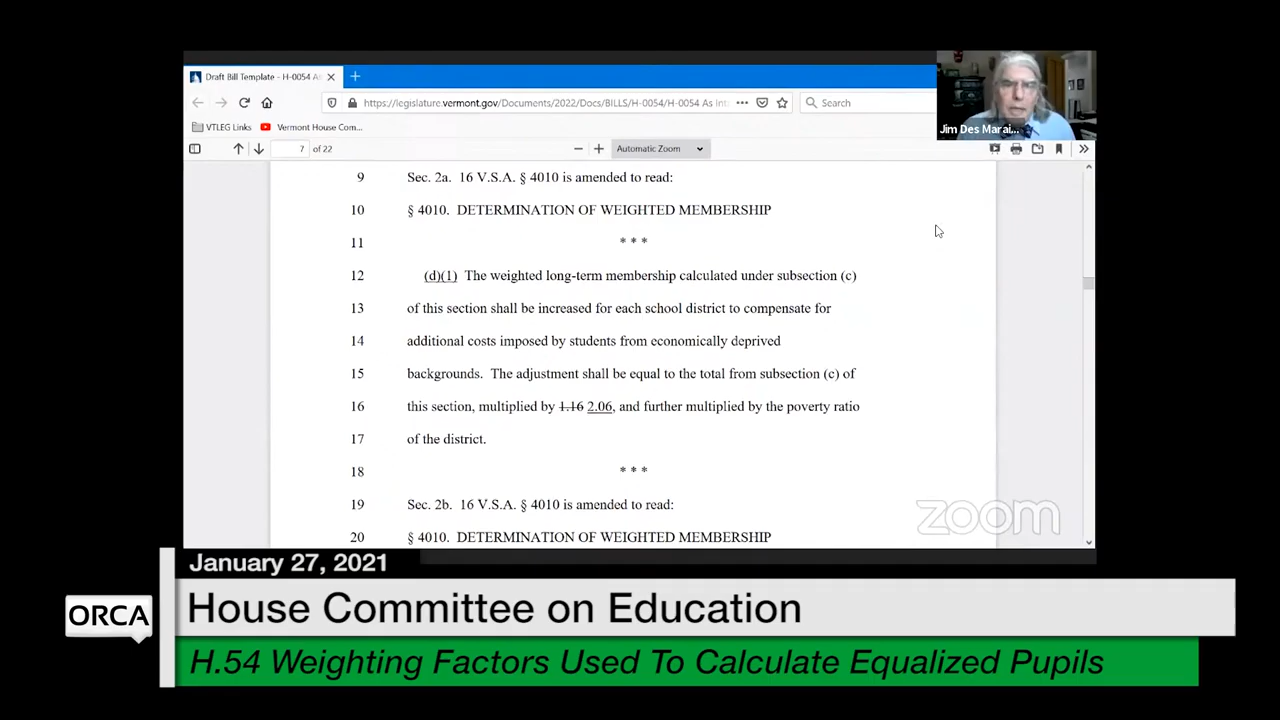 Draft Bill Template - H-0054 As
https://legislature.vermont.gov/Documents/2022/Docs/BILLS/H-0054/H-0054 As int
Search
VTLEG Links
Vermont House Com...
Jim Des Marai...
7 of 22
Automatic Zoom
9 Sec. 2a. 16 V.S.A. § 4010 is amended to read:
10 § 4010. DETERMINATION OF WEIGHTED MEMBERSHIP
11 * * *
12 (d)(1) The weighted long-term membership calculated under subsection (c)
13 of this section shall be increased for each school district to compensate for
14 additional costs imposed by students from economically deprived
15 backgrounds. The adjustment shall be equal to the total from subsection (c) of
16 this section, multiplied by 1.16 2.06, and further multiplied by the poverty ratio
17 of the district.
18 * * *
19 Sec. 2b. 16 V.S.A. § 4010 is amended to read:
20 § 4010. DETERMINATION OF WEIGHTED MEMBERSHIP
zoom
January 27, 2021
ORCA
House Committee on Education
H.54 Weighting Factors Used To Calculate Equalized Pupils